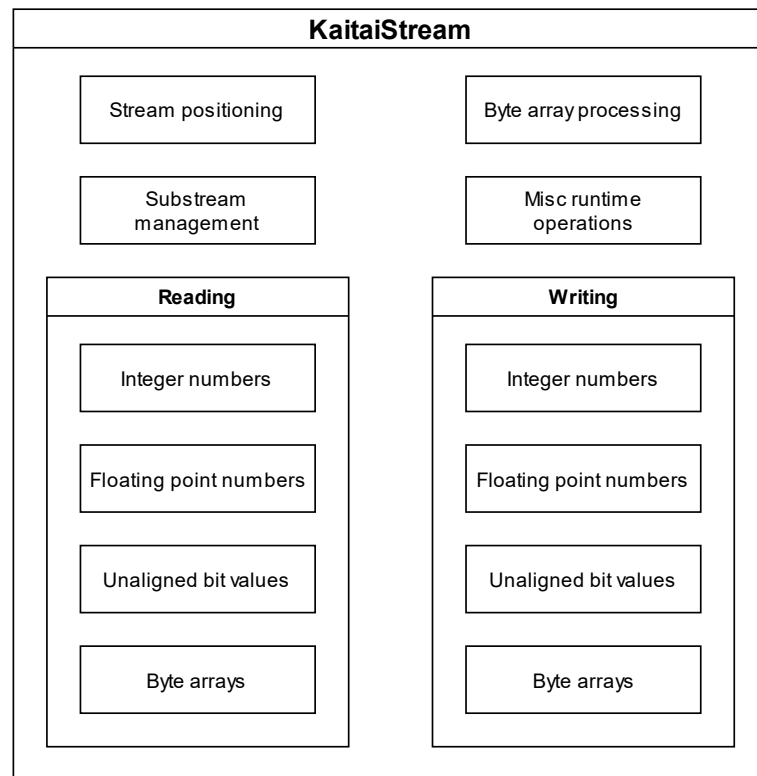 KaitaiStream
Stream positioning
Byte array processing
Substream
management
Misc runtime
operations
Reading
Integer numbers
Floating point numbers
Unaligned bit values
Byte arrays
Writing
Integer numbers
Floating point numbers
Unaligned bit values
Byte arrays